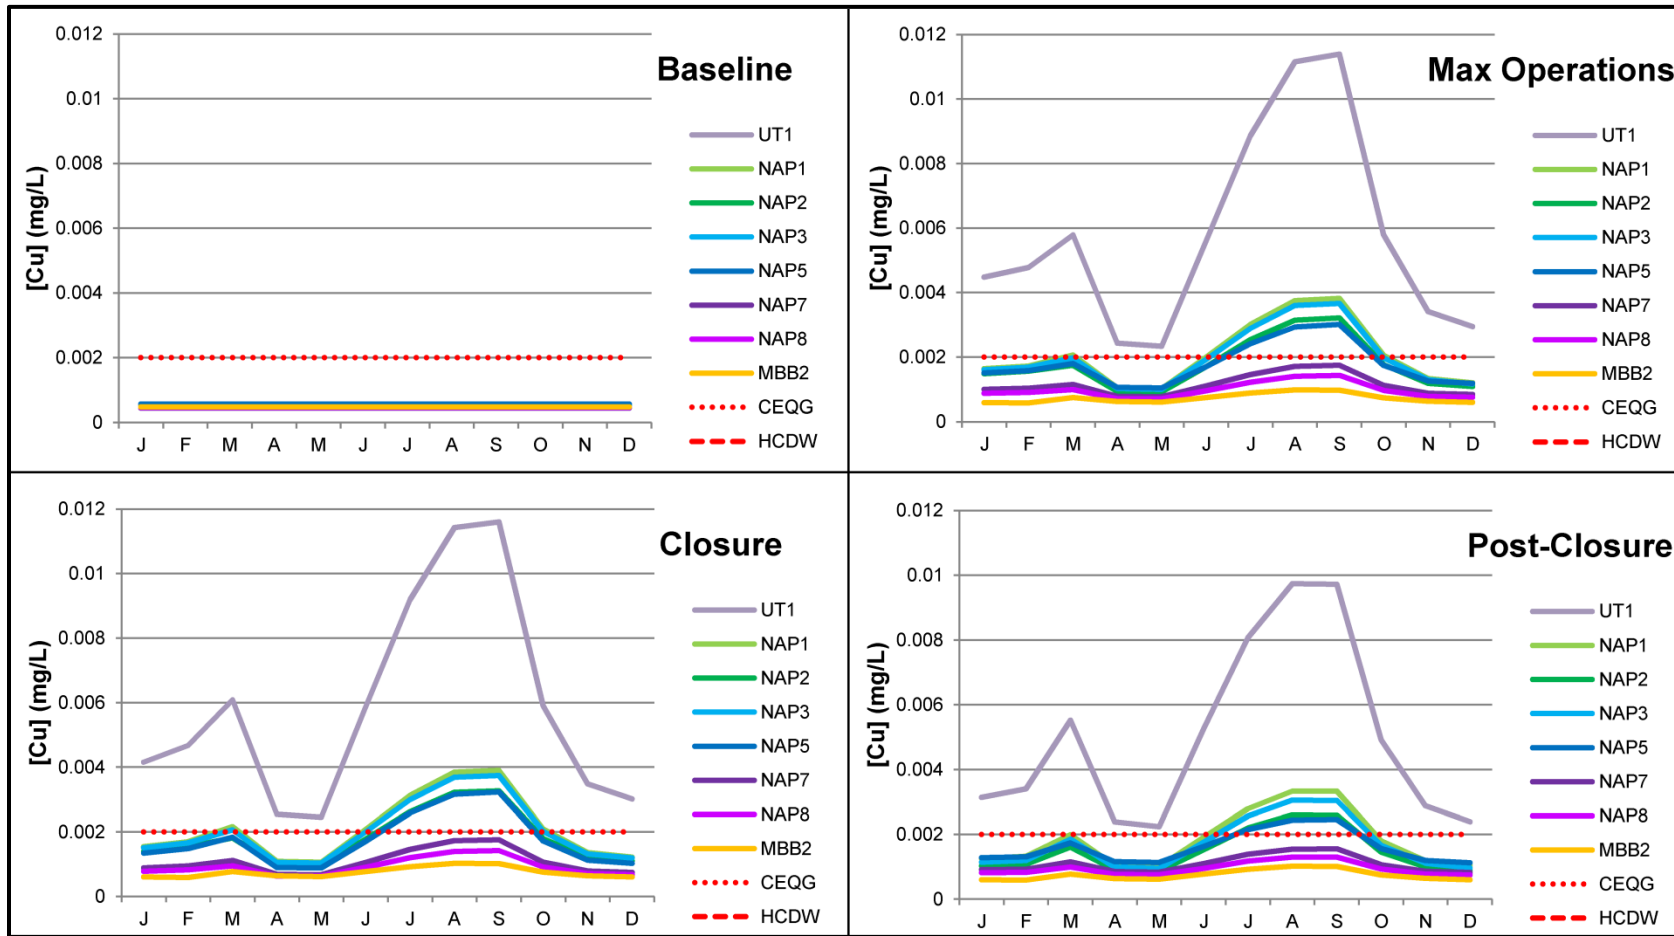 Baseline
[Cu] (mg/L)
0.012
0.01
0.008
0.006
0.004
0.002
0
J F M A M J J A S O N D
UT1
NAP1
NAP2
NAP3
NAP5
NAP7
NAP8
MBB2
CEQG
HCDW
Max Operations
[Cu] (mg/L)
0.012
0.01
0.008
0.006
0.004
0.002
0
J F M A M J J A S O N D
UT1
NAP1
NAP2
NAP3
NAP5
NAP7
NAP8
MBB2
CEQG
HCDW
Closure
[Cu] (mg/L)
0.012
0.01
0.008
0.006
0.004
0.002
0
J F M A M J J A S O N D
UT1
NAP1
NAP2
NAP3
NAP5
NAP7
NAP8
MBB2
CEQG
HCDW
Post-Closure
[Cu] (mg/L)
0.012
0.01
0.008
0.006
0.004
0.002
0
J F M A M J J A S O N D
UT1
NAP1
NAP2
NAP3
NAP5
NAP7
NAP8
MBB2
CEQG
HCDW